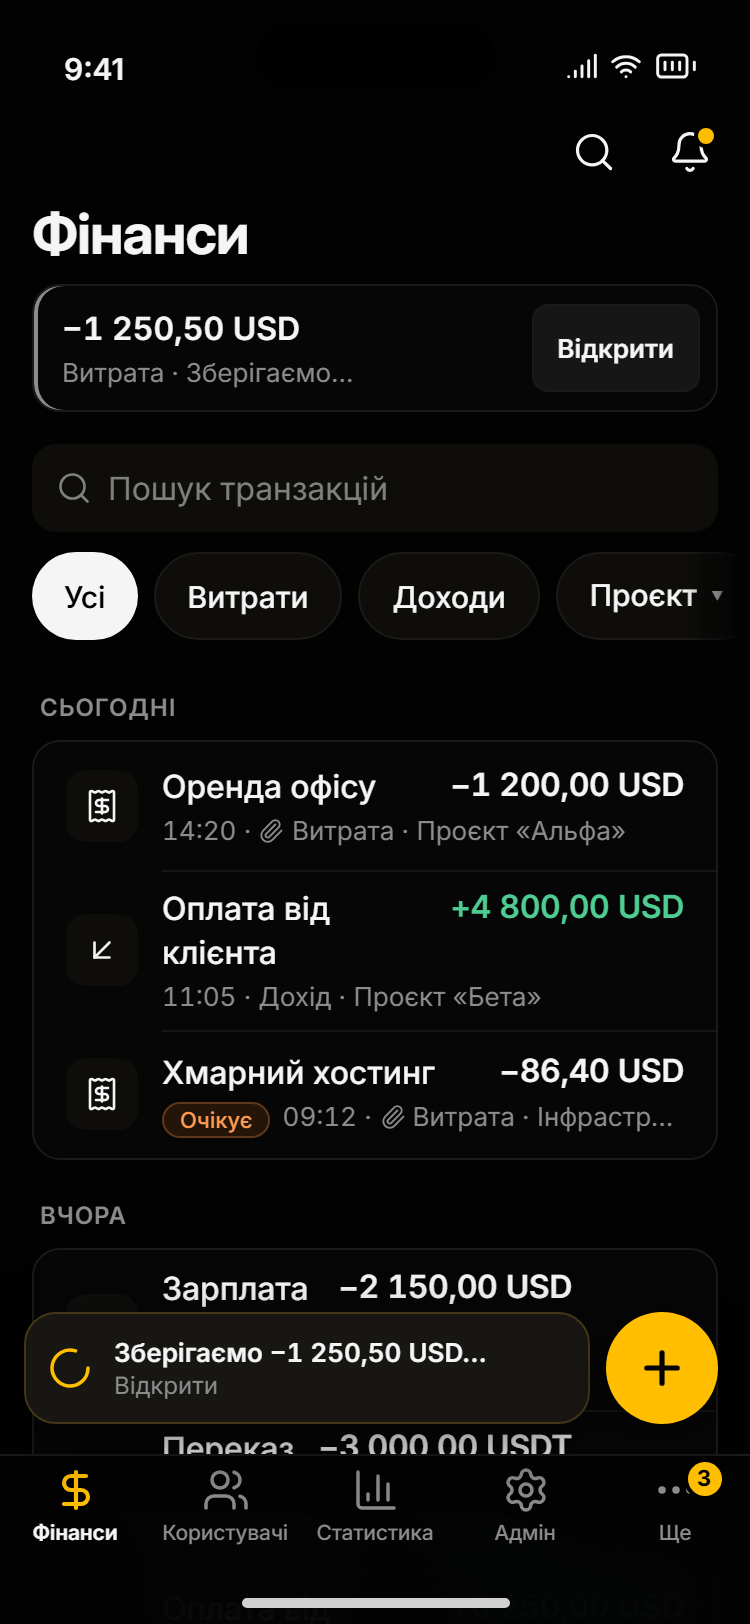 9:41
Фінанси
−1 250,50 USD
Витрата · Зберігаємо...
Відкрити
Пошук транзакцій
Усі
Витрати
Доходи
Проєкт ▾
СЬОГОДНІ
Оренда офісу −1 200,00 USD
14:20 · Витрата · Проєкт «Альфа»
Оплата від +4 800,00 USD
клієнта
11:05 · Дохід · Проєкт «Бета»
Хмарний хостинг −86,40 USD
Очікує 09:12 · Витрата · Інфрастр...
ВЧОРА
Зарплата −2 150,00 USD
Зберігаємо −1 250,50 USD...
Відкрити
Переказ −3 000,00 USDT
3
Фінанси
Користувачі
Статистика
Адмін
Ще
Оплата від